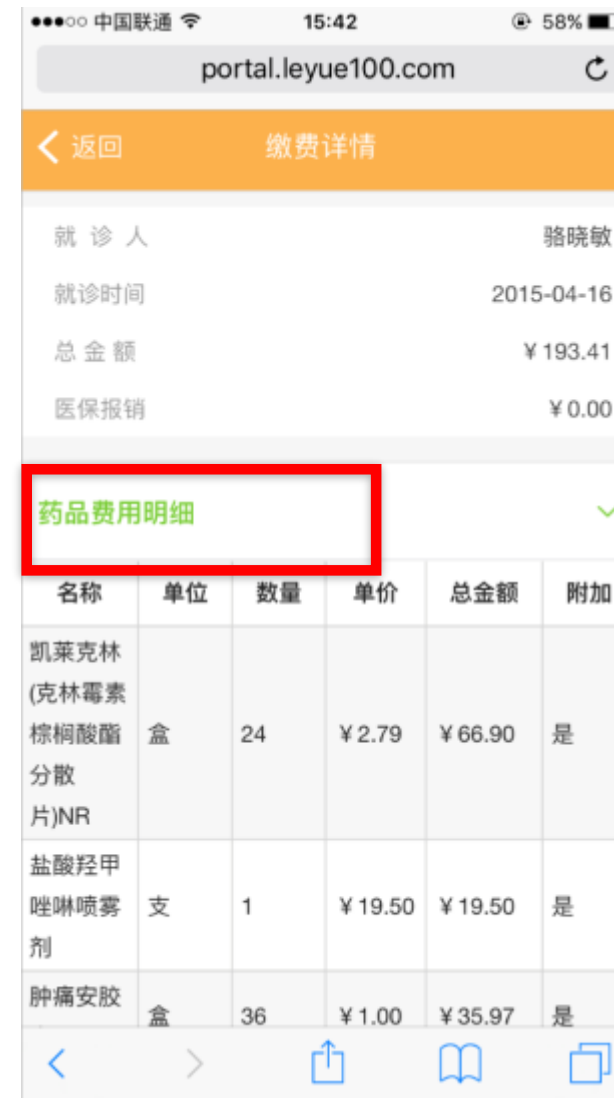 中国联通 15:42 58%
portal.leyue100.com
返回 缴费详情
就诊人 骆晓敏
就诊时间 2015-04-16
总金额 ¥193.41
医保报销 ¥0.00
药品费用明细
名称 单位 数量 单价 总金额 附加
凯莱克林
(克林霉素
棕榈酸酯 盒 24 ¥2.79 ¥66.90 是
分散
片)NR
盐酸羟甲
唑啉喷雾 支 1 ¥19.50 ¥19.50 是
剂
肿痛安胶
盒 36 ¥1.00 ¥35.97 是